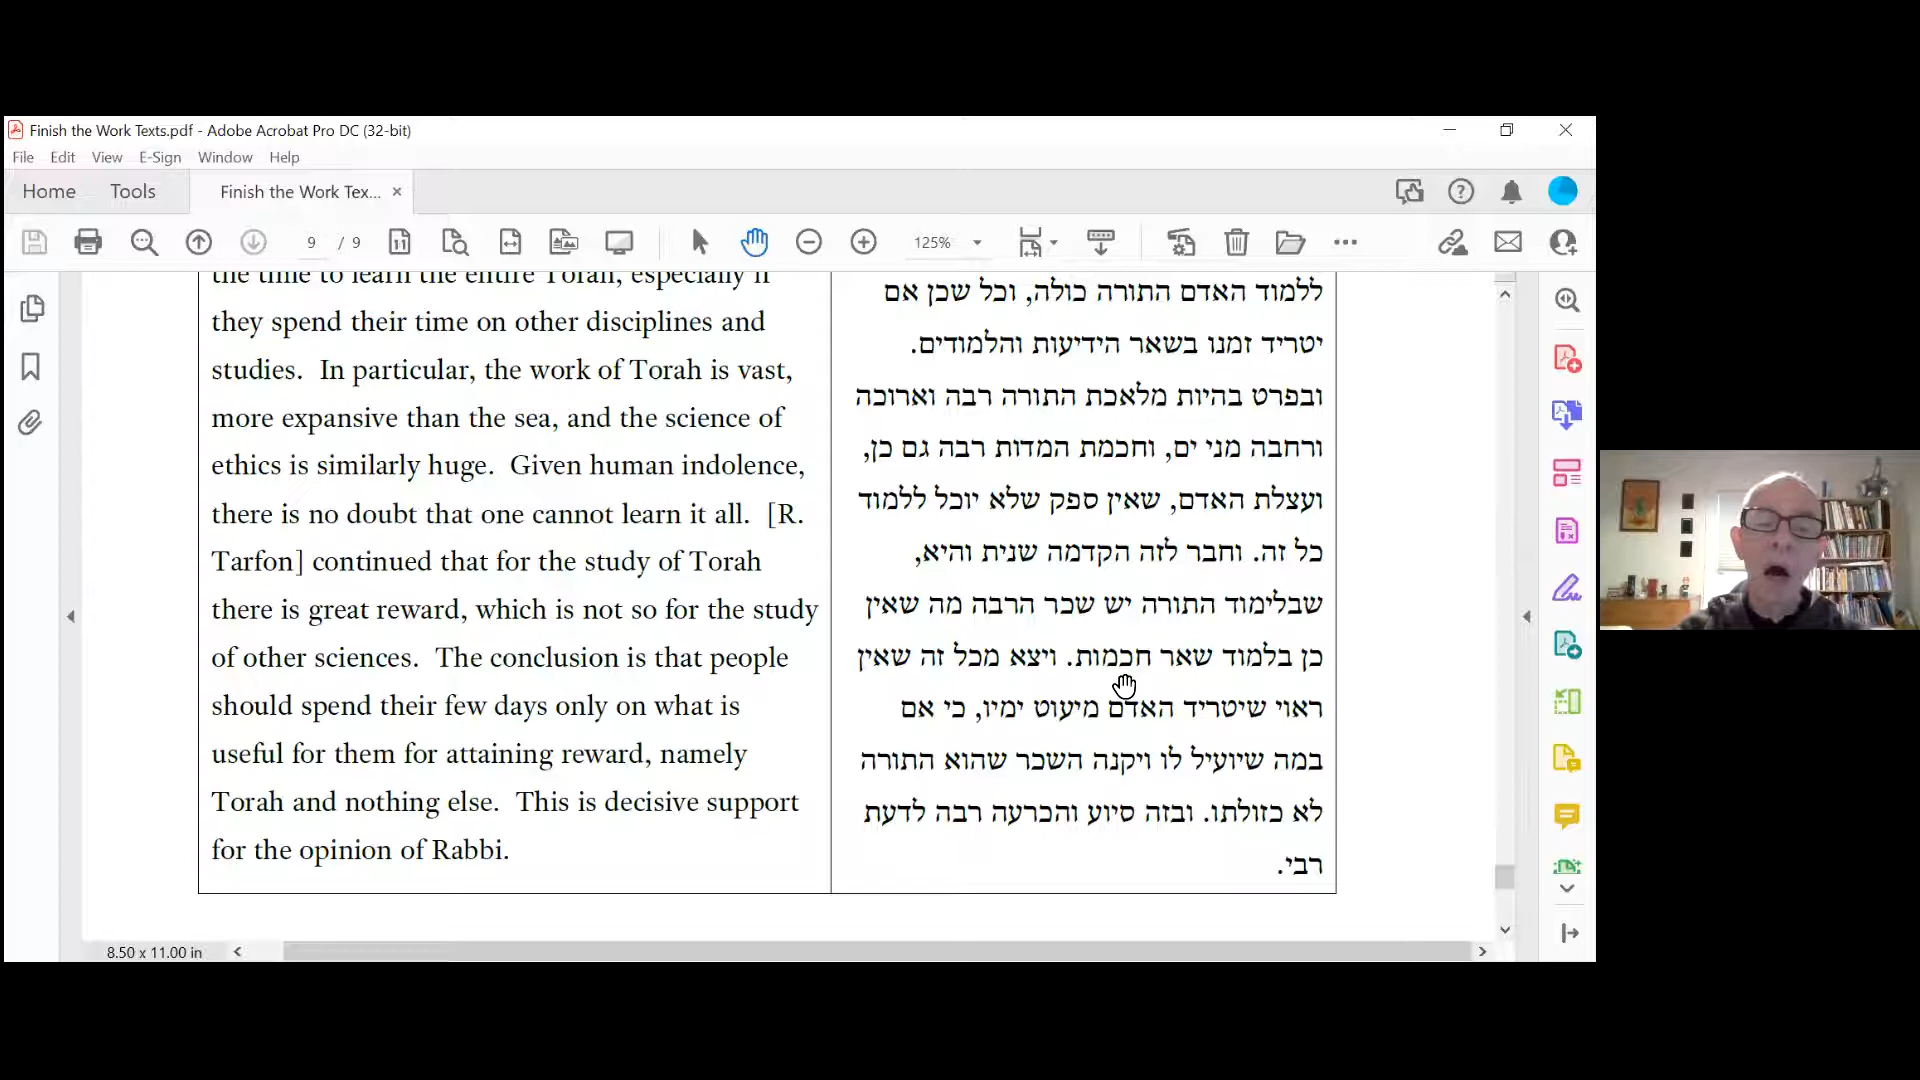 Finish the Work Texts.pdf - Adobe Acrobat Pro DC (32-bit)
File Edit View E-Sign Window Help
Home Tools Finish the Work Tex... ×
9 / 9 125%
the time to learn the entire Torah, especially if
they spend their time on other disciplines and
studies. In particular, the work of Torah is vast,
more expansive than the sea, and the science of
ethics is similarly huge. Given human indolence,
there is no doubt that one cannot learn it all. [R.
Tarfon] continued that for the study of Torah
there is great reward, which is not so for the study
of other sciences. The conclusion is that people
should spend their few days only on what is
useful for them for attaining reward, namely
Torah and nothing else. This is decisive support
for the opinion of Rabbi.
ללמוד האדם התורה כולה, וכל שכן אם
יטריד זמנו בשאר הידיעות והלמודים.
ובפרט בהיות מלאכת התורה רבה וארוכה
ורחבה מני ים, וחכמת המדות רבה גם כן,
ועצלת האדם, שאין ספק שלא יוכל ללמוד
כל זה. וחבר לזה הקדמה שנית והיא,
שבלימוד התורה יש שכר הרבה מה שאין
כן בלמוד שאר חכמות. ויצא מכל זה שאין
ראוי שיטריד האדם מיעוט ימיו, כי אם
במה שיועיל לו ויקנה השכר שהוא התורה
לא כזולתו. ובזה סיוע והכרעה רבה לדעת
רבי.
8.50 x 11.00 in